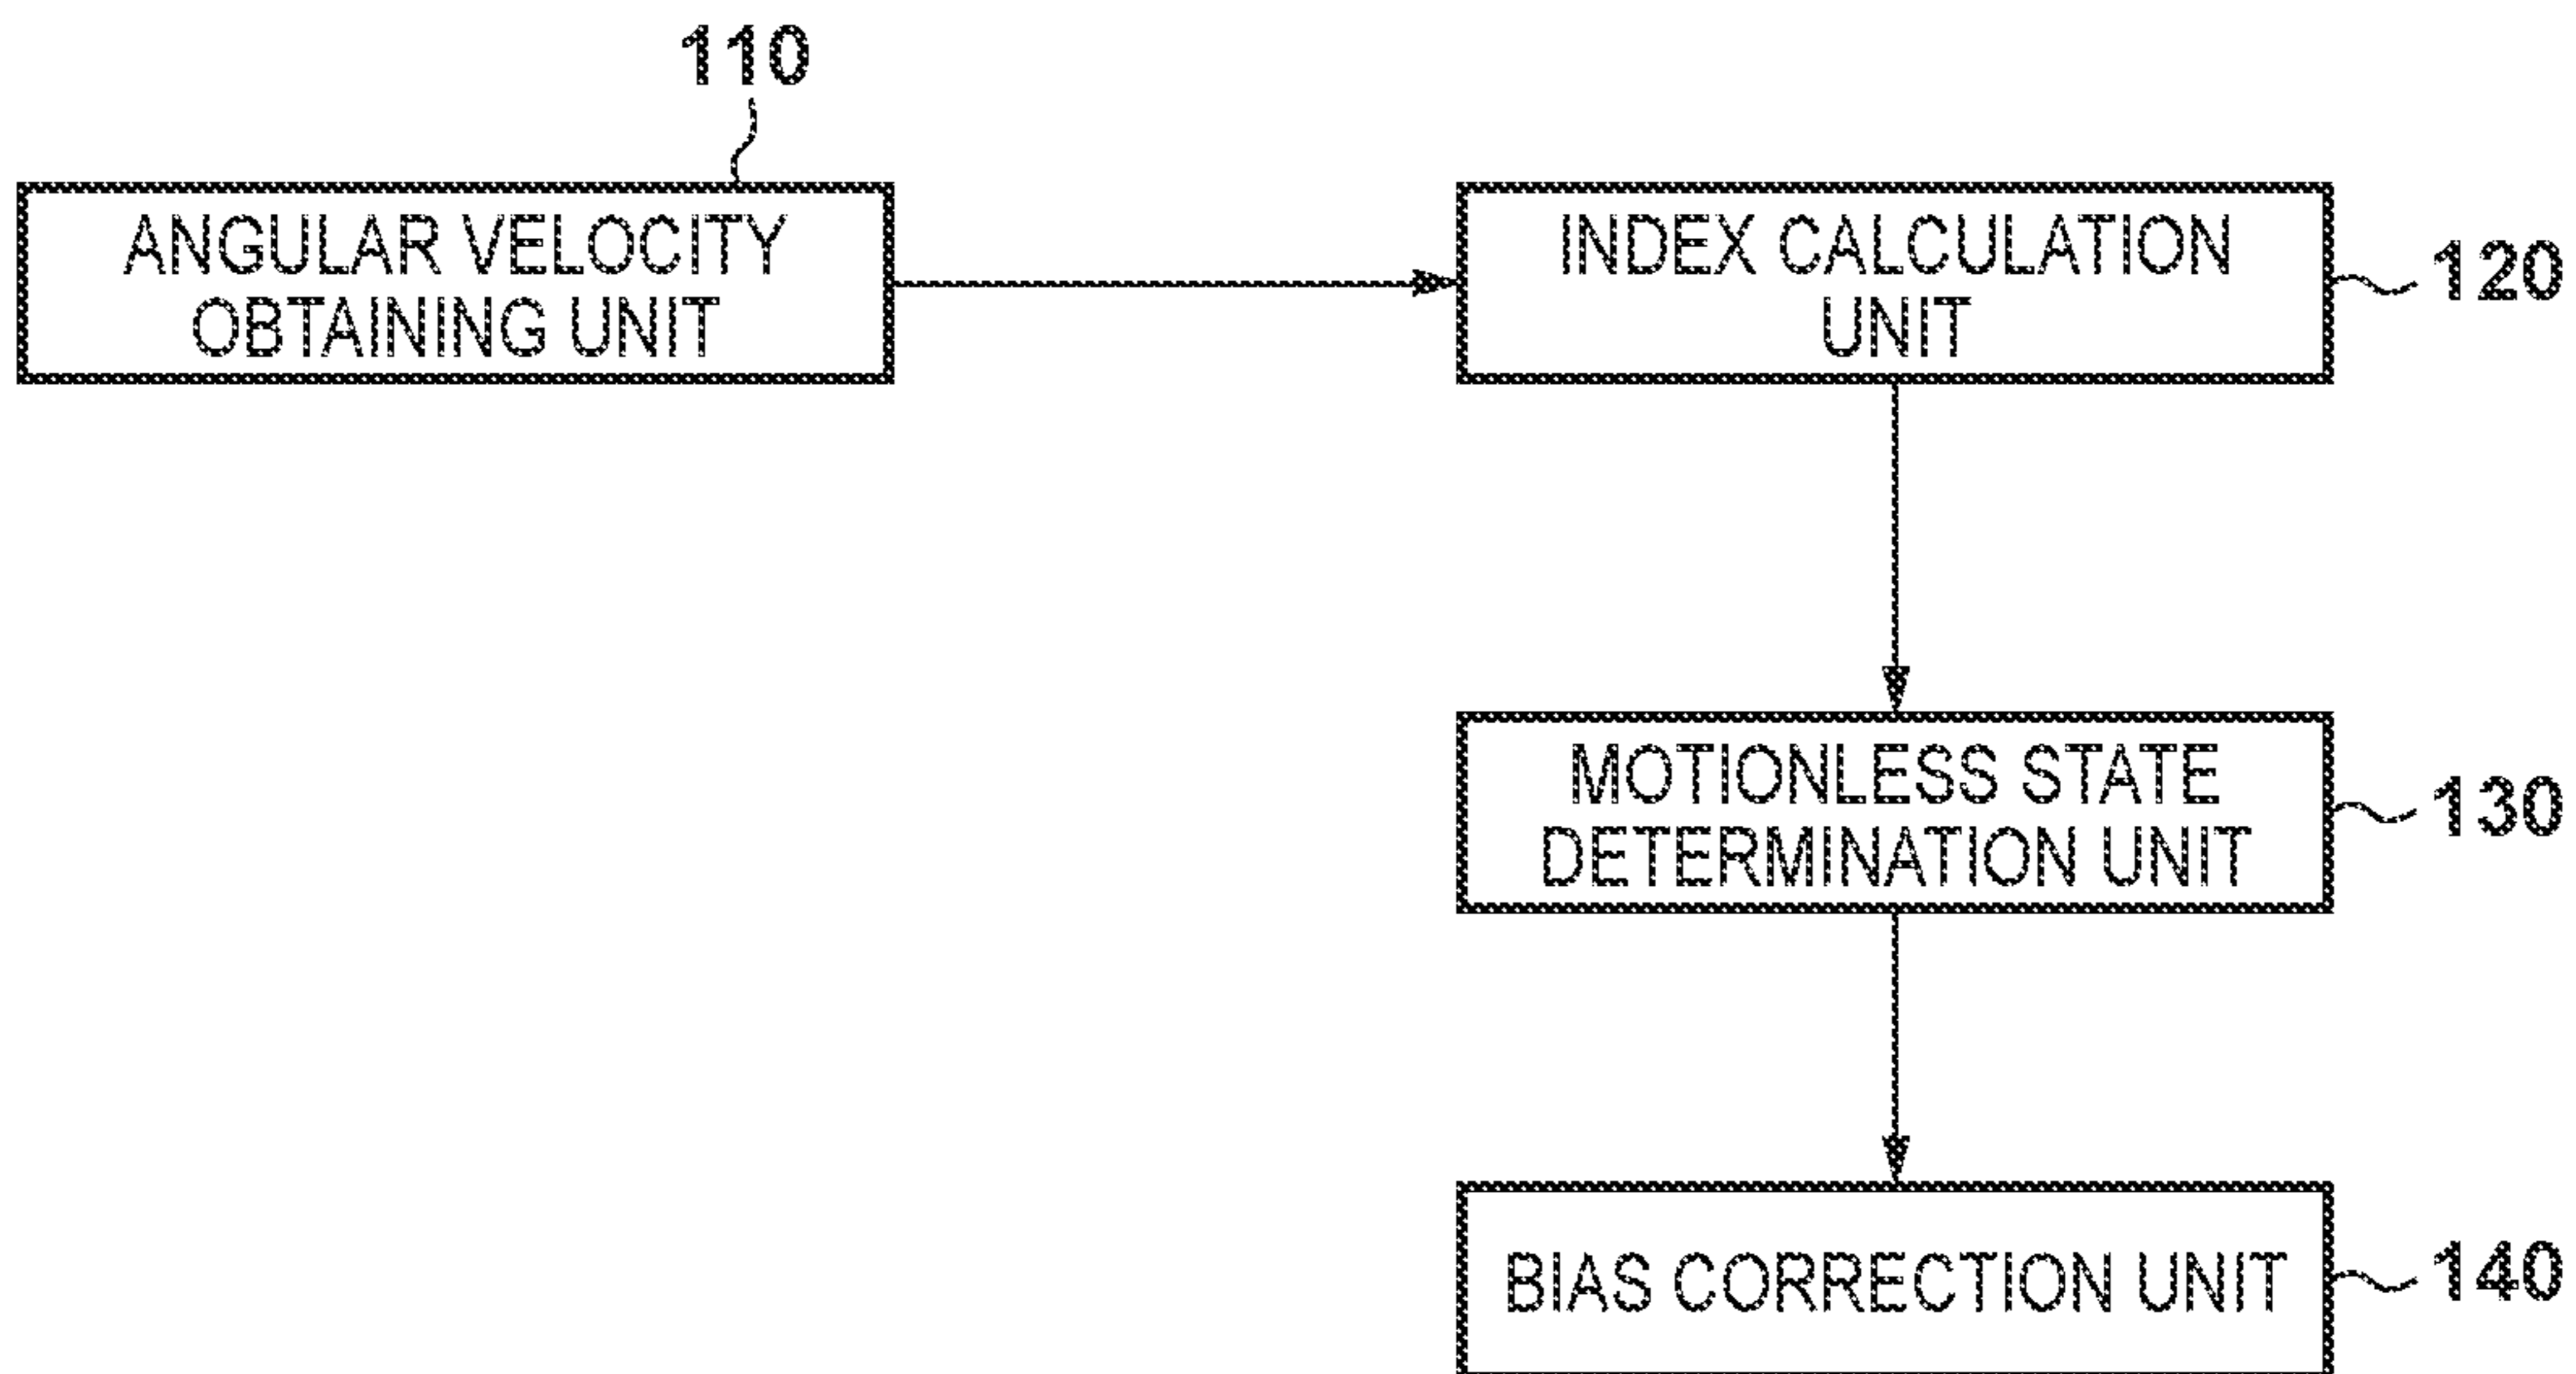 110
ANGULAR VELOCITY
OBTAINING UNIT
INDEX CALCULATION
UNIT
120
MOTIONLESS STATE
DETERMINATION UNIT
130
BIAS CORRECTION UNIT
140